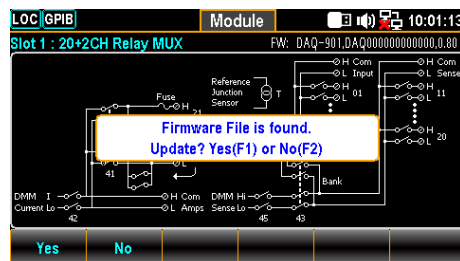 LOC GPIB Module 10:01:13
Slot 1 : 20+2CH Relay MUX FW: DAQ-901,DAQ000000000000,0.80
H Com H Com
L Input L Sense
Reference
Junction
Sensor
T
Fuse
H 21
H 01 H 11
L L
Firmware File is found.
Update? Yes(F1) or No(F2)
H 20
L
L
41
Bank
DMM I H Com DMM Hi
Current Lo L Amps Sense Lo
42 45 43
Yes No